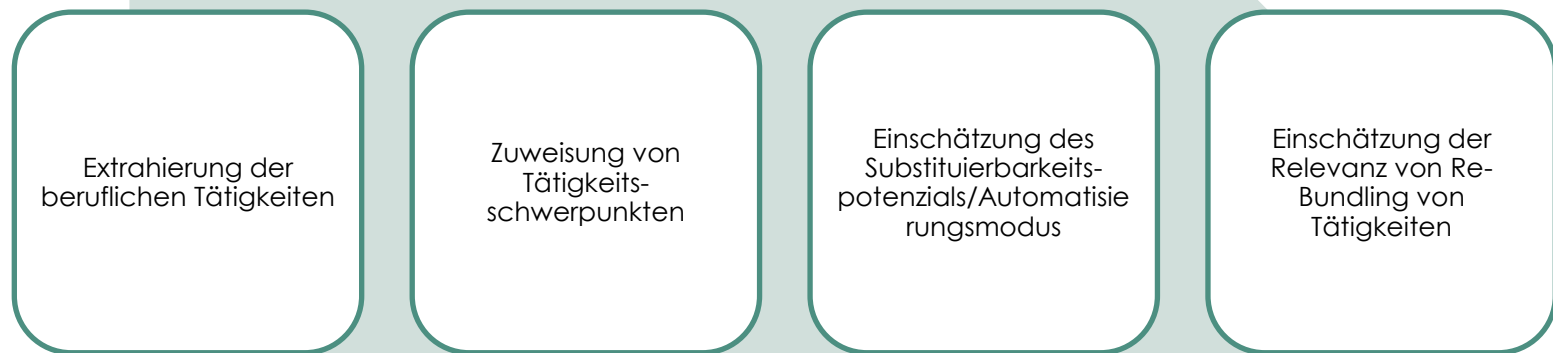 Extrahierung der
beruflichen Tätigkeiten
Zuweisung von
Tätigkeits-
schwerpunkten
Einschätzung des
Substituierbarkeits-
potenzials/Automatisie
rungsmodus
Einschätzung der
Relevanz von Re-
Bundling von
Tätigkeiten